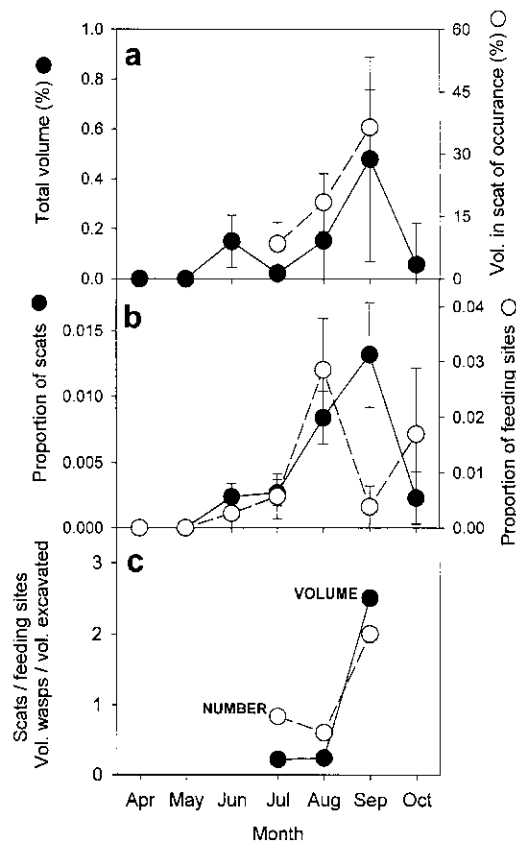 a
Total volume (%)
1.0
0.8
0.6
0.4
0.2
0.0
60
45
30
15
0
Vol. in scat of occurance (%)
b
Proportion of scats
0.015
0.010
0.005
0.000
0.04
0.03
0.02
0.01
0.00
Proportion of feeding sites
c
Scats / feeding sites
Vol. wasps / vol. excavated
3
2
1
0
VOLUME
NUMBER
Apr May Jun Jul Aug Sep Oct
Month